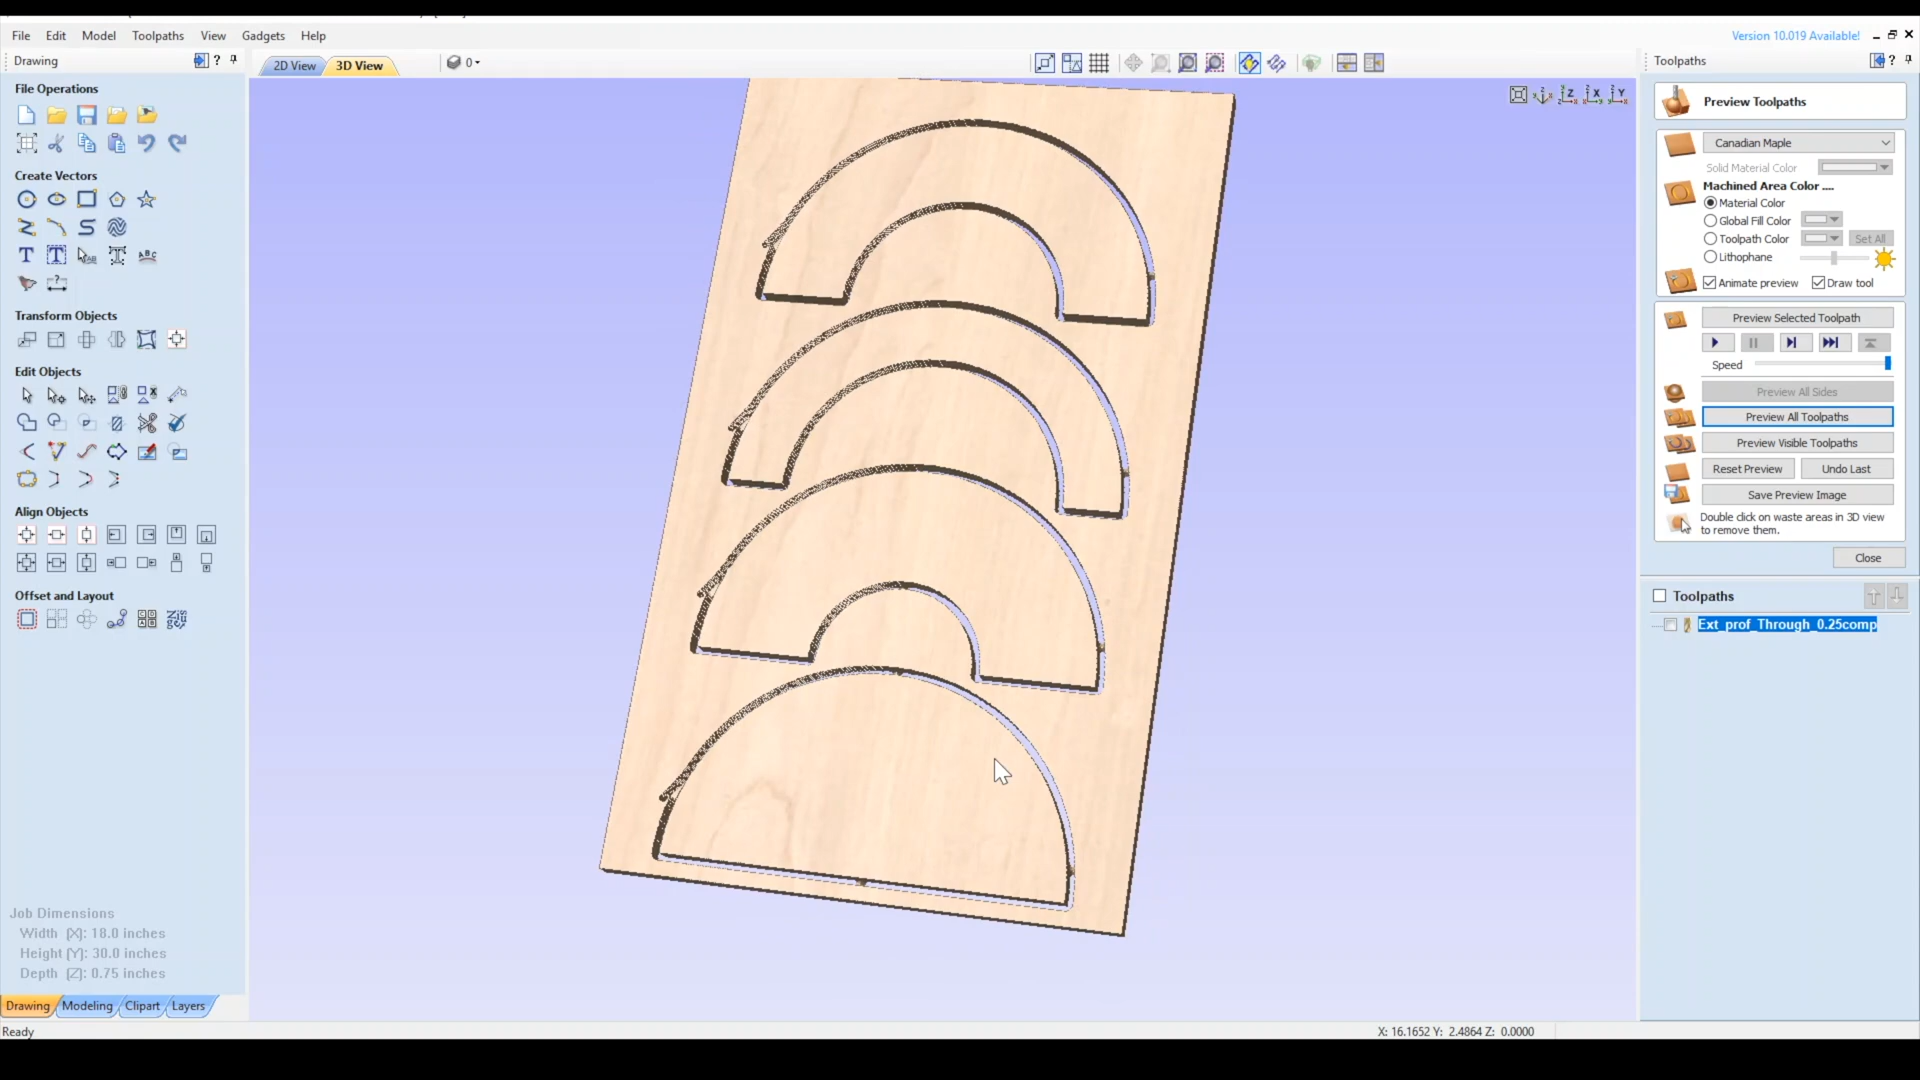 File Edit Model Toolpaths View Gadgets Help
Version 10.019 Available!
Drawing
?
2D View
3D View
0
Toolpaths
?
File Operations
Create Vectors
Transform Objects
Edit Objects
Align Objects
Offset and Layout
Job Dimensions
Width (X): 18.0 inches
Height (Y): 30.0 inches
Depth (Z): 0.75 inches
Drawing Modeling Clipart Layers
Ready
Z X Y
Preview Toolpaths
Canadian Maple
Solid Material Color
Machined Area Color ....
Material Color
Global Fill Color
Toolpath Color
Set All
Lithophane
Animate preview
Draw tool
Preview Selected Toolpath
Speed
Preview All Sides
Preview All Toolpaths
Preview Visible Toolpaths
Reset Preview
Undo Last
Save Preview Image
Double click on waste areas in 3D view
to remove them.
Close
Toolpaths
Ext_prof_Through_0.25comp
X: 16.1652 Y: 2.4864 Z: 0.0000